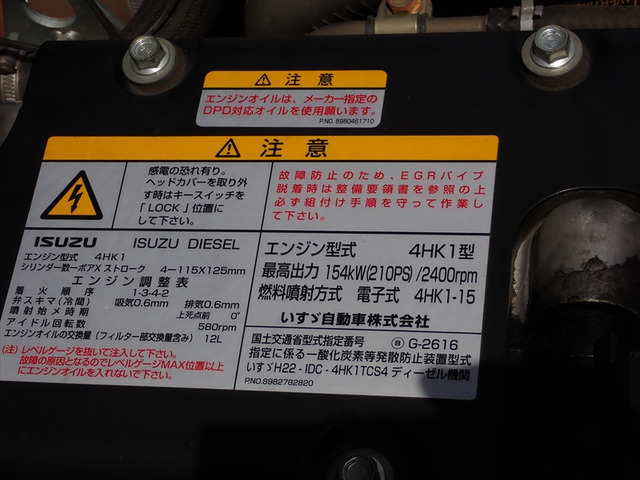 ⚠ 注意
エンジンオイルは、メーカー指定の
DPD対応オイルを使用願います。
P.NO. 8980461710
⚠ 注意
感電の恐れ有り。
ヘッドカバーを取り外
す時はキースイッチを
「LOCK」位置に
して下さい。
故障防止のため、EGRパイプ
脱着時は整備要領書を参照の上
必ず組付け手順を守って作業し
て下さい。
ISUZU ISUZU DIESEL
エンジン型式 4HK1
シリンダー数ーボアXストローク 4-115X125mm
エンジン調整表
着火順序 1-3-4-2
弁スキマ(冷間) 吸気0.6mm 排気0.6mm
噴射始メ時期 上死点前 0°
アイドル回転数 580rpm
エンジンオイルの交換量(フィルター部交換量含み) 12L
(注)レベルゲージを抜いて注入して下さい。
故障の原因となるのでレベルゲージMAX位置以上
にエンジンオイルを入れないで下さい。
エンジン型式 4HK1型
最高出力 154kW(210PS)/2400rpm
燃料噴射方式 電子式 4HK1-15
いすゞ自動車株式会社
国土交通省型式指定番号 自 G-2616
指定に係る一酸化炭素等発散防止装置型式
いすゞH22-IDC-4HK1TCS4 ディーゼル機関
P.NO. 8982782820